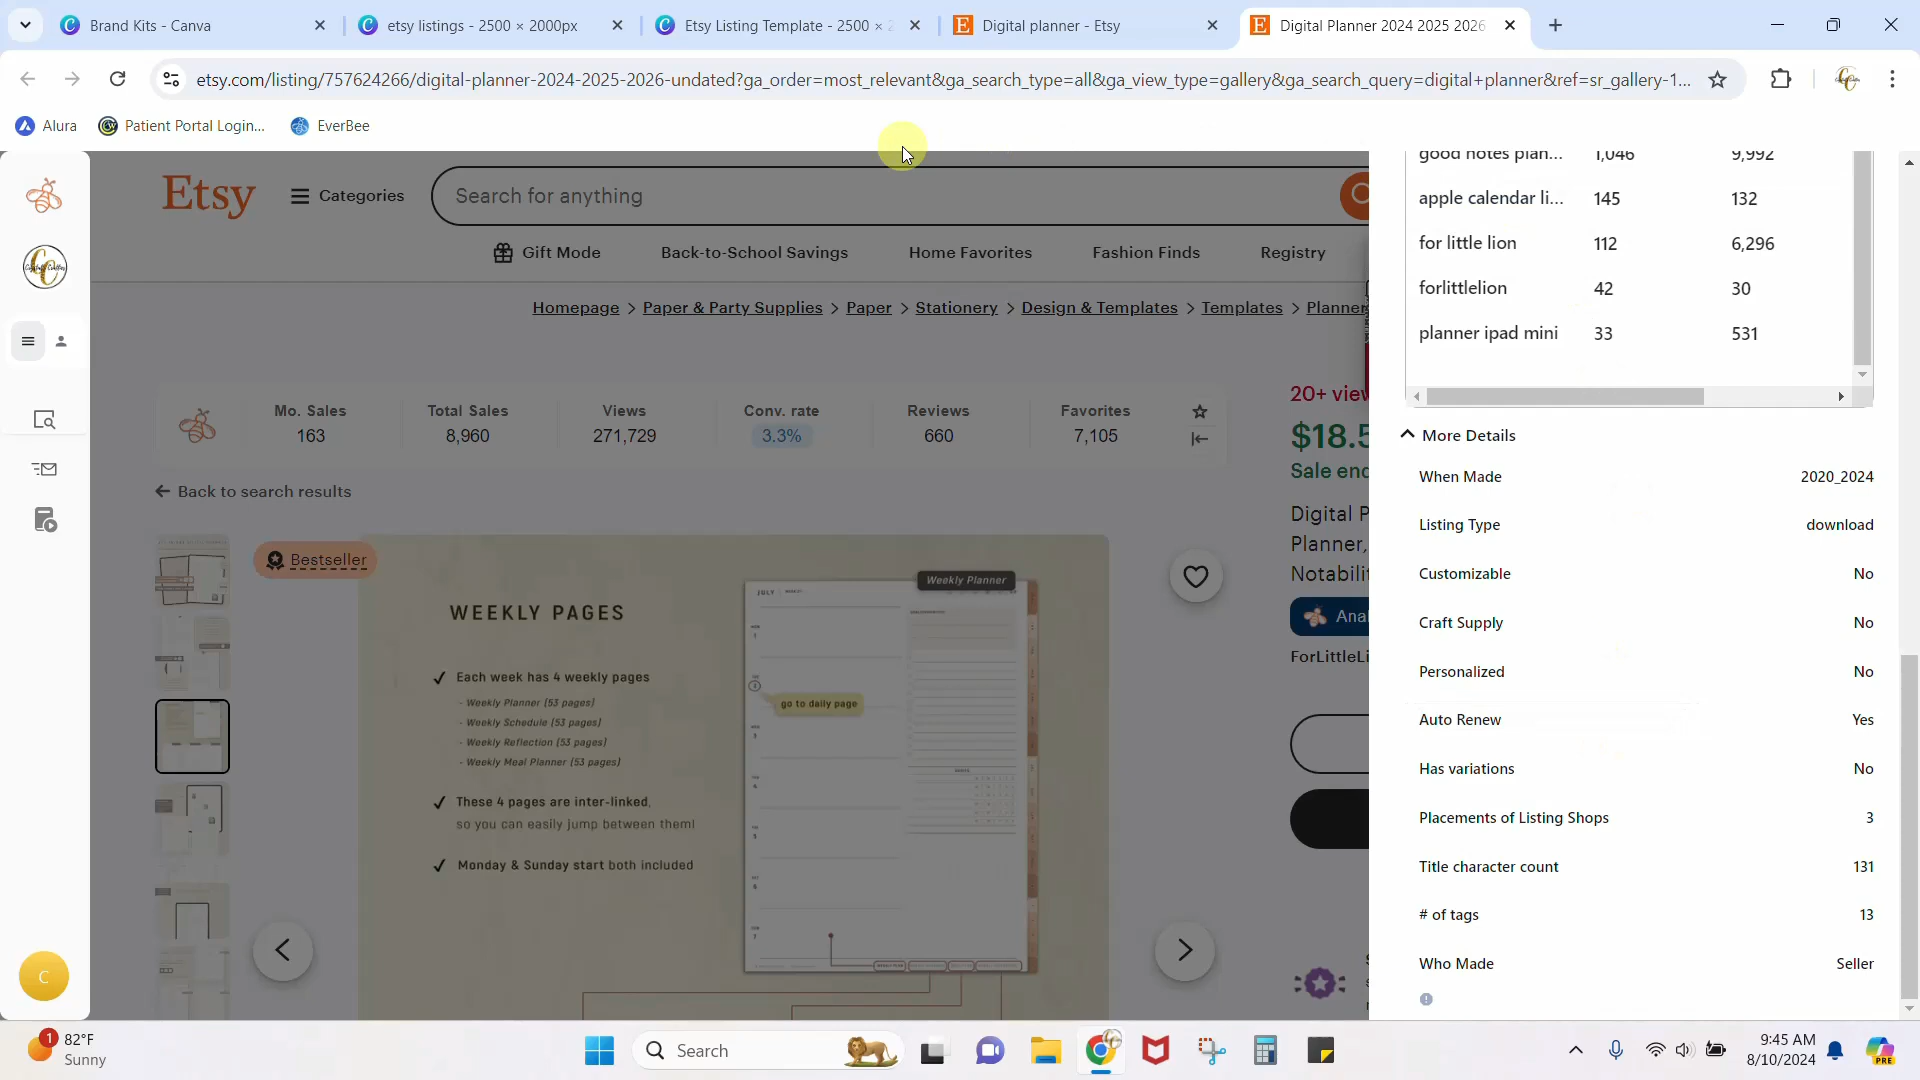 Brand Kits - Canva
etsy listings - 2500 × 2000px
Etsy Listing Template - 2500 ×
Digital planner - Etsy
Digital Planner 2024 2025 2026
etsy.com/listing/757624266/digital-planner-2024-2025-2026-undated?ga_order=most_relevant&ga_search_type=all&ga_view_type=gallery&ga_search_query=digital+planner&ref=sr_gallery-1...
Alura
Patient Portal Login...
EverBee
Etsy
Categories
Search for anything
Gift Mode
Back-to-School Savings
Home Favorites
Fashion Finds
Registry
Homepage > Paper & Party Supplies > Paper > Stationery > Design & Templates > Templates > Planner
Mo. Sales
163
Total Sales
8,960
Views
271,729
Conv. rate
3.3%
Reviews
660
Favorites
7,105
Back to search results
Bestseller
WEEKLY PAGES
Each week has 4 weekly pages
- Weekly Planner (53 pages)
- Weekly Schedule (53 pages)
- Weekly Reflection (53 pages)
- Weekly Meal Planner (53 pages)
These 4 pages are inter-linked,
so you can easily jump between them!
Monday & Sunday start both included
Weekly Planner
JULY
go to daily page
20+ view
$18.5
Sale end
Digital P
Planner,
Notabilit
Anal
ForLittleLi
good notes plan... 1,046 9,992
apple calendar li... 145 132
for little lion 112 6,296
forlittlelion 42 30
planner ipad mini 33 531
More Details
When Made 2020_2024
Listing Type download
Customizable No
Craft Supply No
Personalized No
Auto Renew Yes
Has variations No
Placements of Listing Shops 3
Title character count 131
# of tags 13
Who Made Seller
C
1
82°F
Sunny
Search
9:45 AM
8/10/2024
PRE